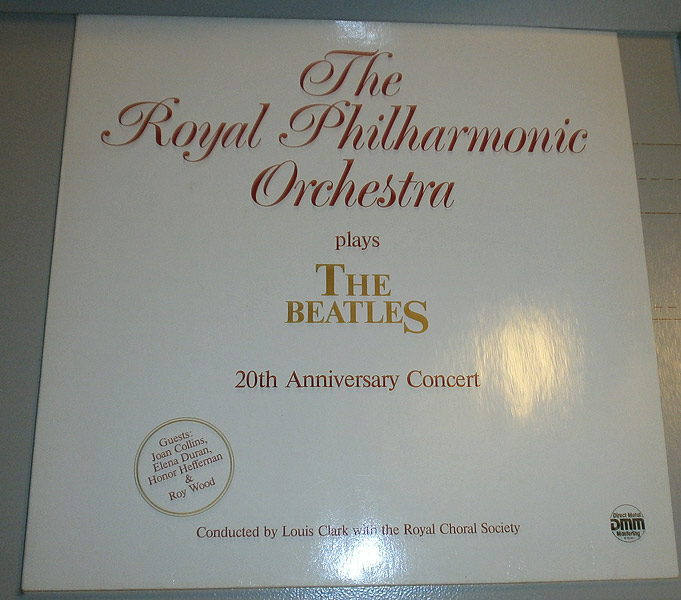 The
Royal Philharmonic
Orchestra
plays
THE
BEATLES
20th Anniversary Concert
Guests:
Joan Collins,
Elena Duran,
Honor Heffernan
&
Roy Wood
Conducted by Louis Clark with the Royal Choral Society
Direct Metal
DMM
Mastering